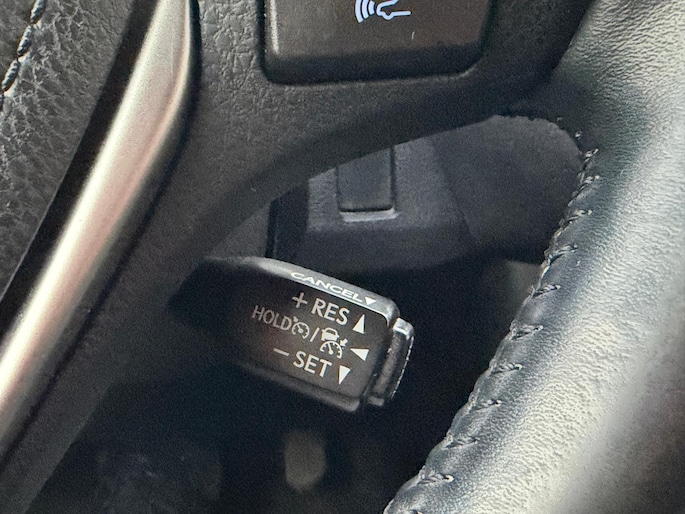 CANCEL▼
+ RES ▲
HOLD / ◀
− SET ▼